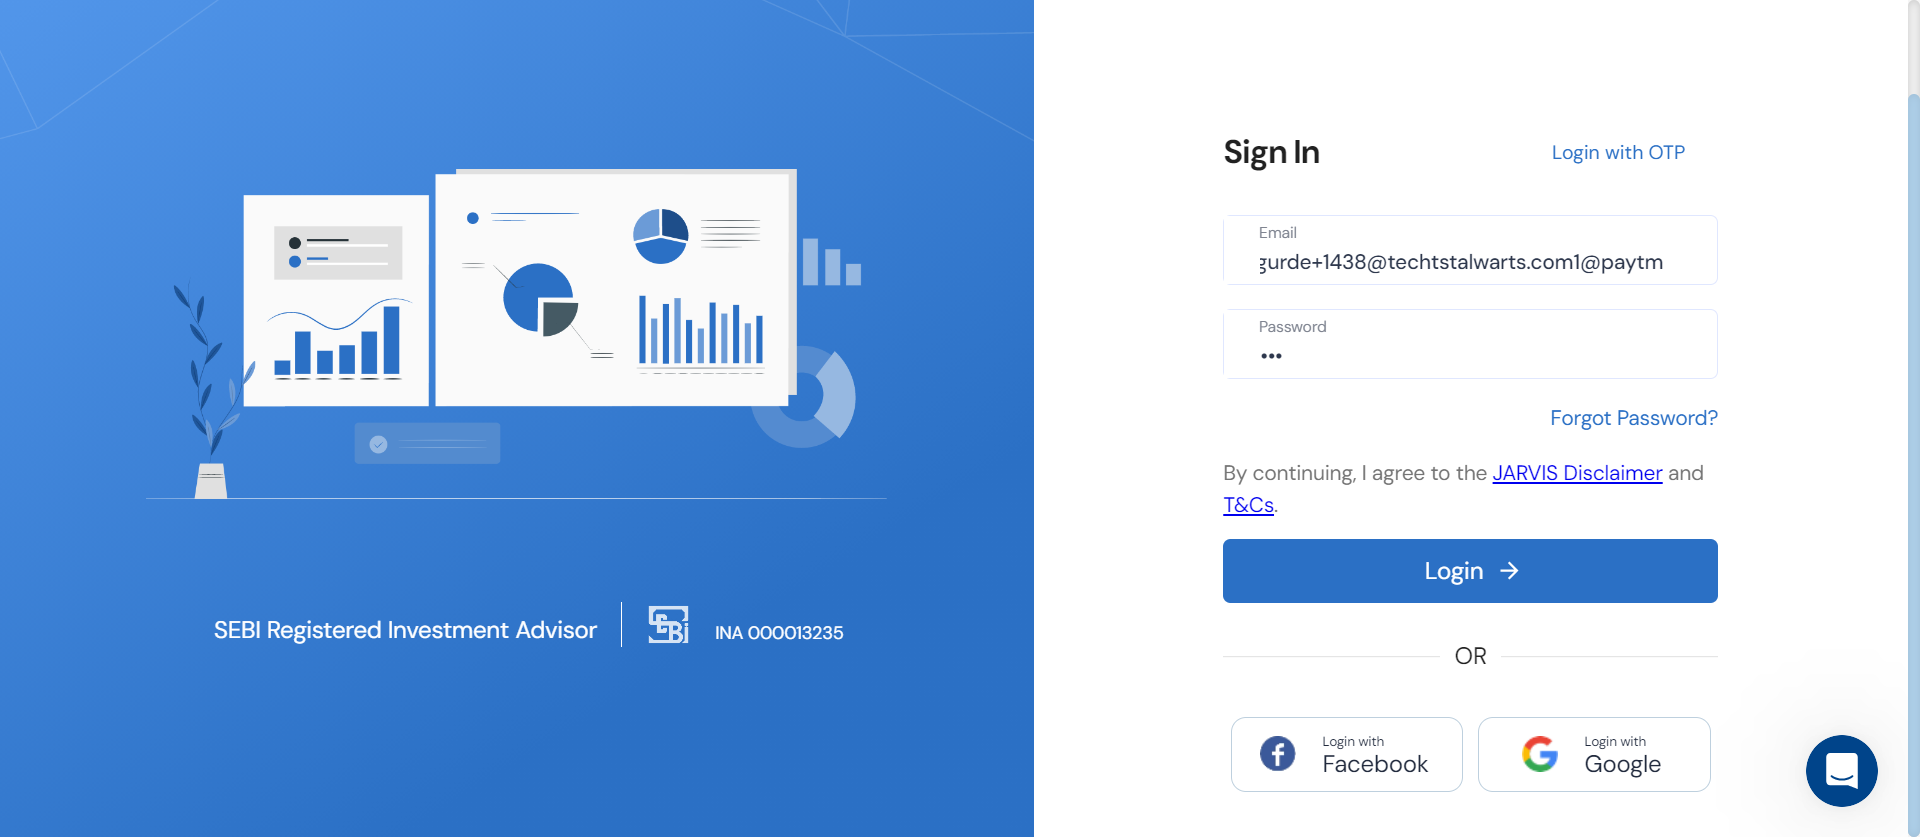 Sign In
Login with OTP
Email
gurde+1438@techtstalwarts.com1@paytm
Password
•••
Forgot Password?
By continuing, I agree to the JARVIS Disclaimer and
T&Cs.
Login →
OR
Login with
Facebook
Login with
Google
SEBI Registered Investment Advisor
SEBI
INA 000013235